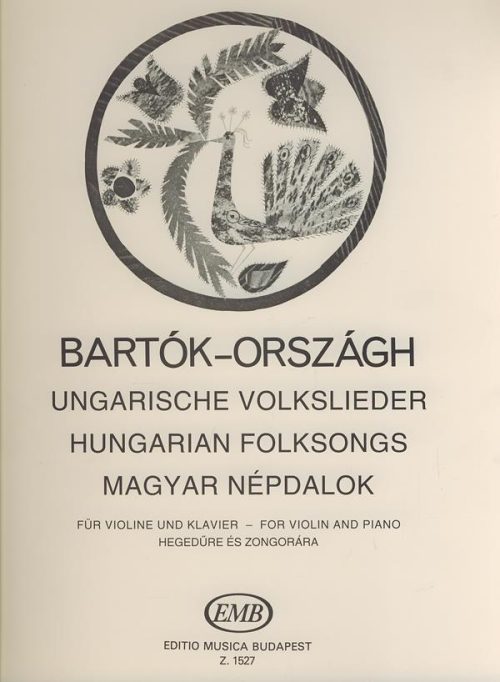 BARTÓK–ORSZÁGH
UNGARISCHE VOLKSLIEDER
HUNGARIAN FOLKSONGS
MAGYAR NÉPDALOK
FÜR VIOLINE UND KLAVIER – FOR VIOLIN AND PIANO
HEGEDŰRE ÉS ZONGORÁRA
EMB
EDITIO MUSICA BUDAPEST
Z. 1527